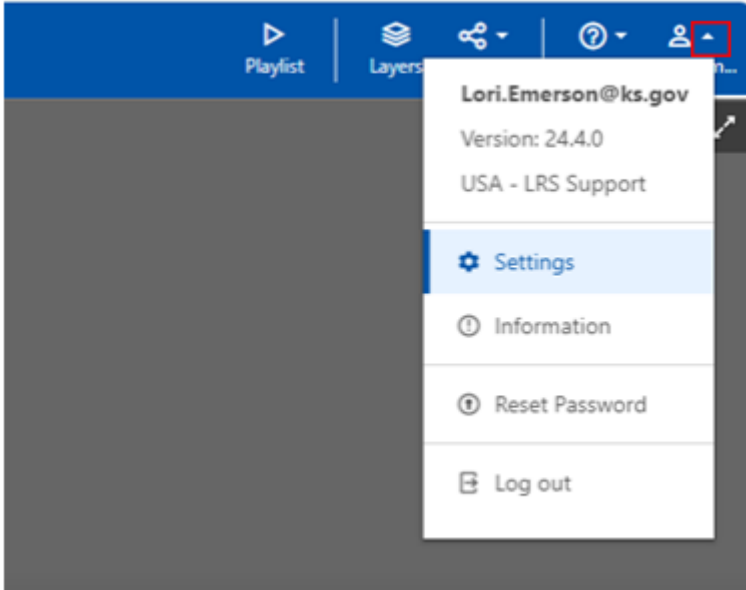 Playlist
Layers
n...
Lori.Emerson@ks.gov
Version: 24.4.0
USA - LRS Support
Settings
Information
Reset Password
Log out